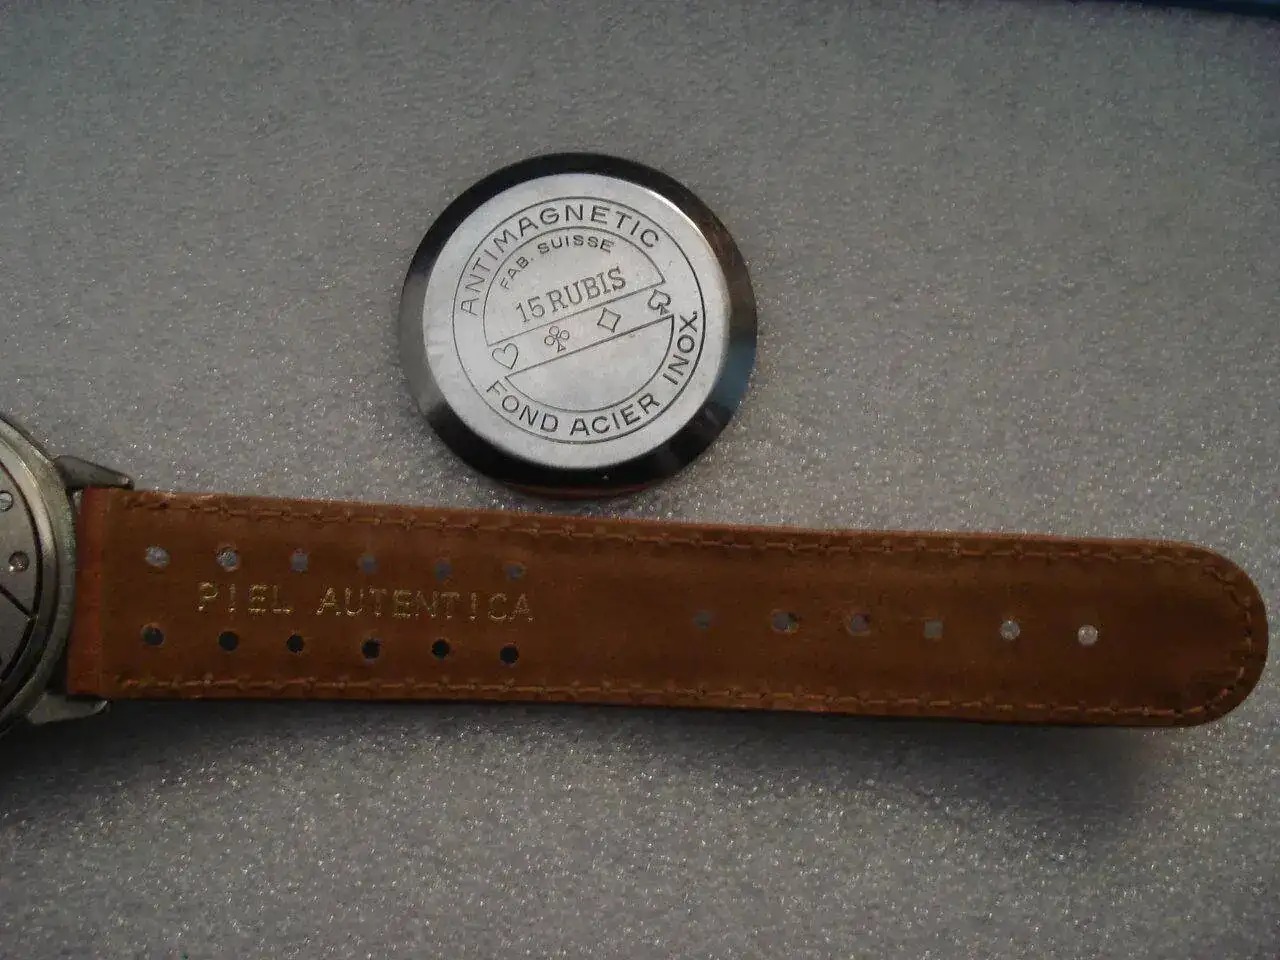 ANTIMAGNETIC
FAB. SUISSE
15 RUBIS
FOND ACIER INOX.
PIEL AUTENTICA